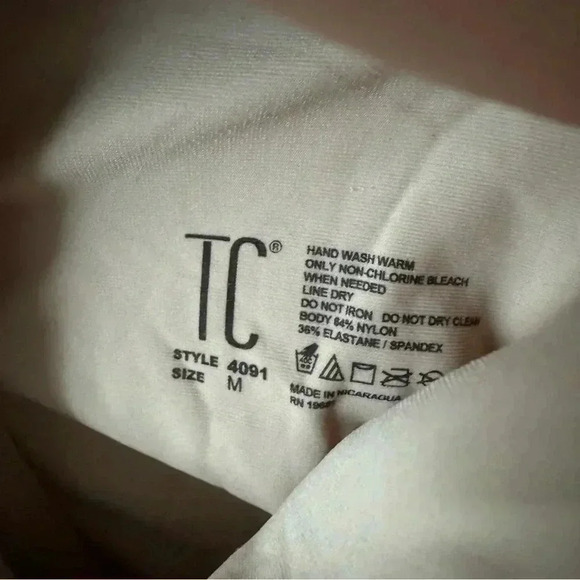 TC®
STYLE 4091
SIZE M
HAND WASH WARM
ONLY NON-CHLORINE BLEACH
WHEN NEEDED
LINE DRY
DO NOT IRON DO NOT DRY CLEAN
BODY 64% NYLON
36% ELASTANE / SPANDEX
MADE IN NICARAGUA
RN